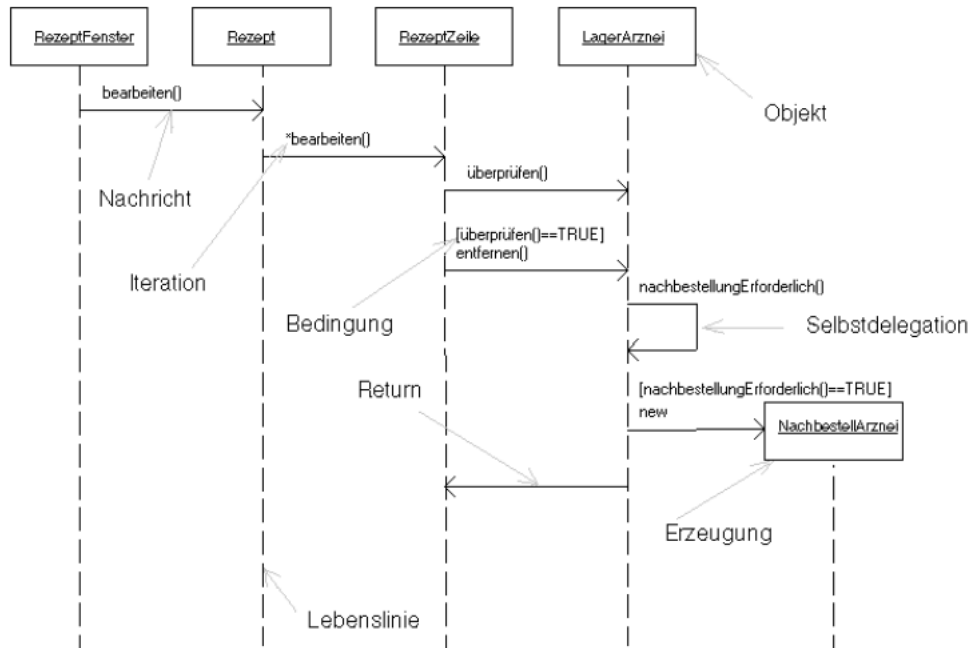 RezeptFenster
Rezept
RezeptZeile
LagerArznei
bearbeiten()
Objekt
*bearbeiten()
überprüfen()
Nachricht
[überprüfen()==TRUE]
entfernen()
Iteration
nachbestellungErforderlich()
Bedingung
Selbstdelegation
Return
[nachbestellungErforderlich()==TRUE]
new
NachbestellArznei
Erzeugung
Lebenslinie